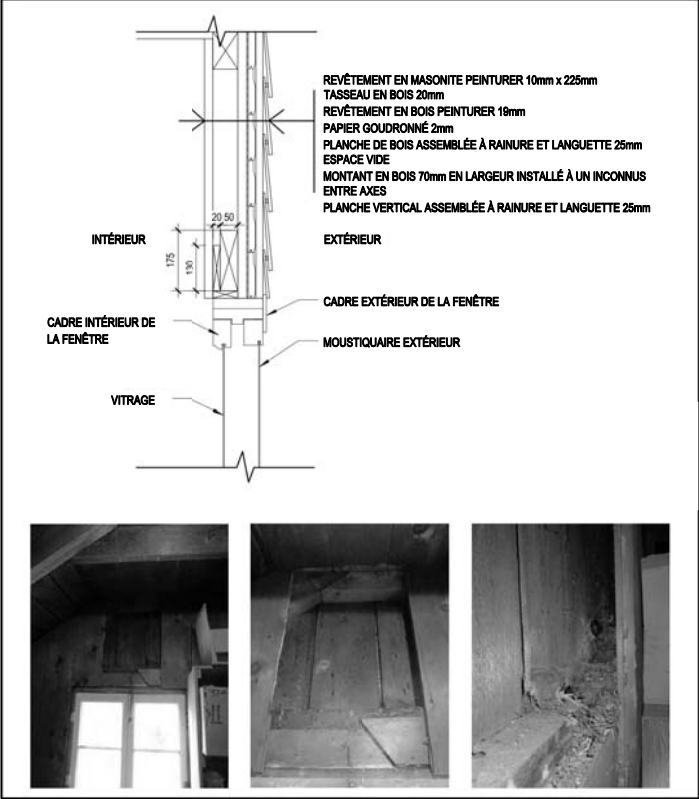 REVÊTEMENT EN MASONITE PEINTURER 10mm x 225mm
TASSEAU EN BOIS 20mm
REVÊTEMENT EN BOIS PEINTURER 19mm
PAPIER GOUDRONNÉ 2mm
PLANCHE DE BOIS ASSEMBLÉE À RAINURE ET LANGUETTE 25mm
ESPACE VIDE
MONTANT EN BOIS 70mm EN LARGEUR INSTALLÉ À UN INCONNUS
ENTRE AXES
PLANCHE VERTICAL ASSEMBLÉE À RAINURE ET LANGUETTE 25mm
20 50
INTÉRIEUR
EXTÉRIEUR
175
130
CADRE EXTÉRIEUR DE LA FENÊTRE
CADRE INTÉRIEUR DE
LA FENÊTRE
MOUSTIQUAIRE EXTÉRIEUR
VITRAGE